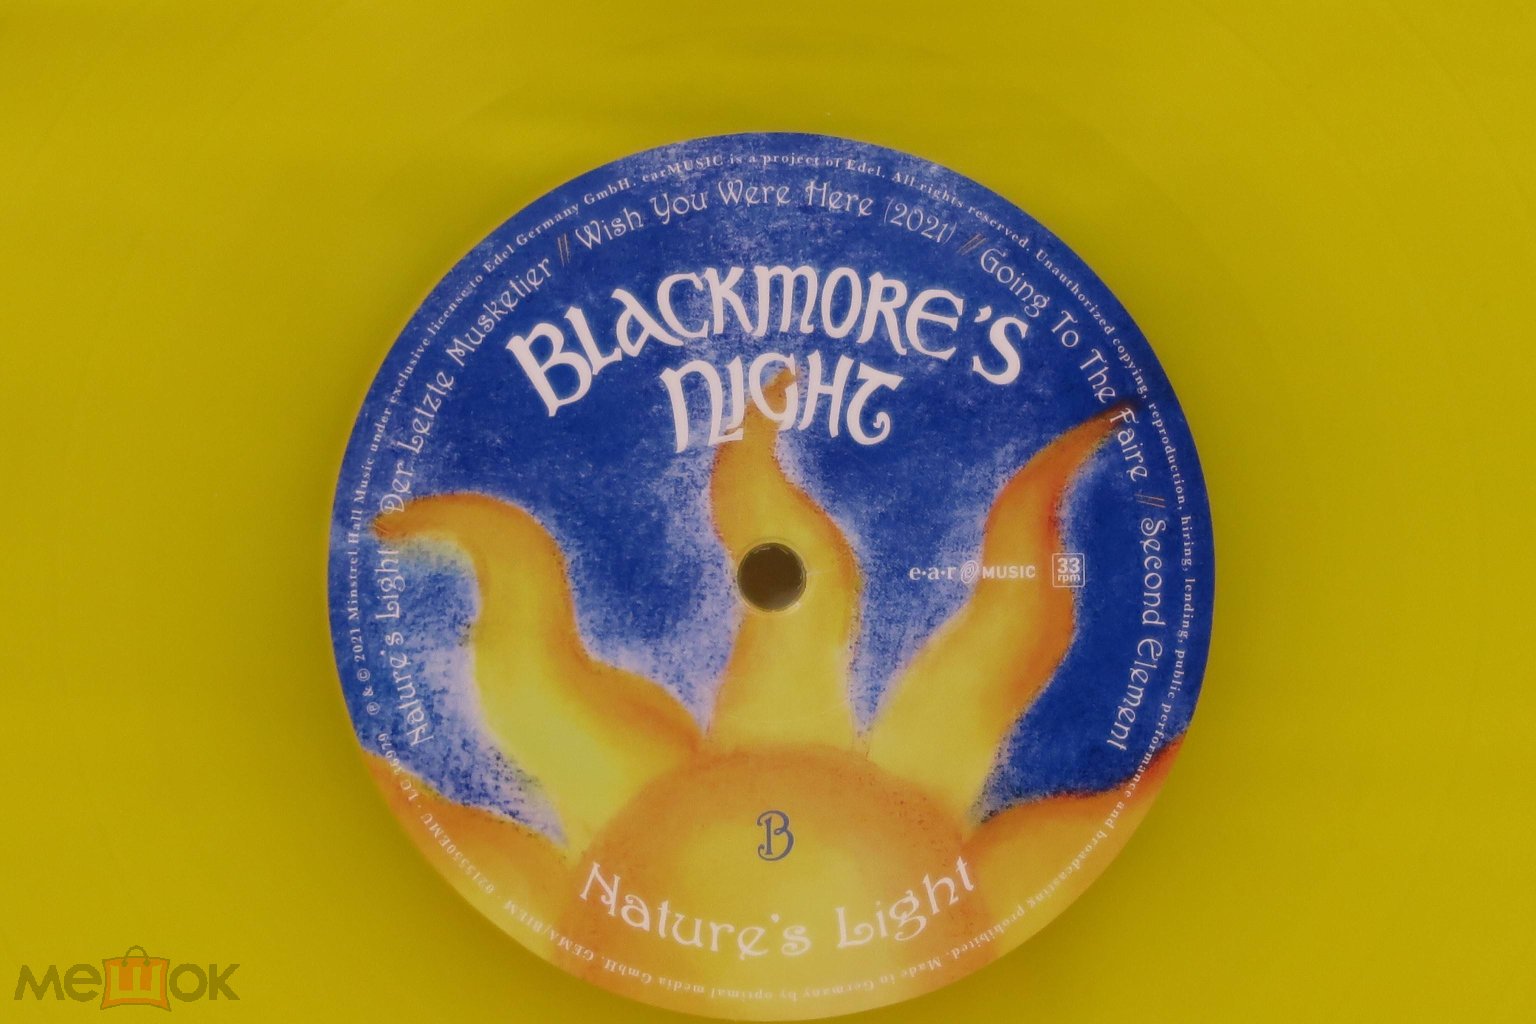 ℗ & © 2021 Minstrel Hall Music under exclusive license to Edel Germany GmbH. earMUSIC is a project of Edel. All rights reserved. Unauthorized copying, reproduction, hiring, lending, public performance and broadcasting prohibited. Made in Germany by optimal media GmbH. GEMA/BIEM · 0215550EMU · LC
Nature's Light // Der Letzte Musketier // Wish You Were Here (2021) // Going To The Faire // Second Element
BLACKMORE'S
NIGHT
e·a·r MUSIC
33
rpm
B
Nature's Light
мешок